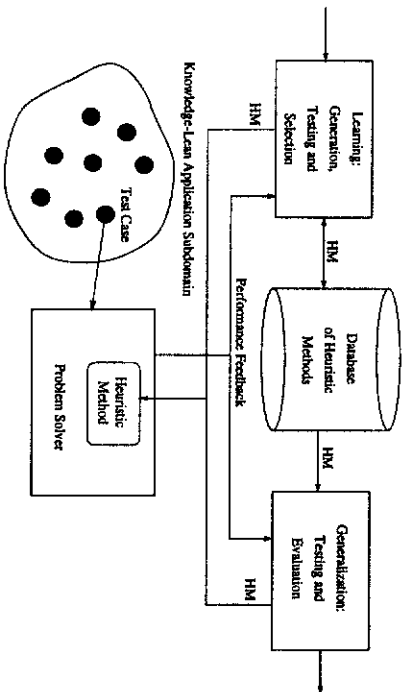 Learning:
Generation,
Testing and
Selection
HM
Database
of Heuristic
Methods
HM
Generalization:
Testing and
Evaluation
HM
HM
Performance Feedback
Knowledge-Lean Application Subdomain
Test Case
Heuristic
Method
Problem Solver